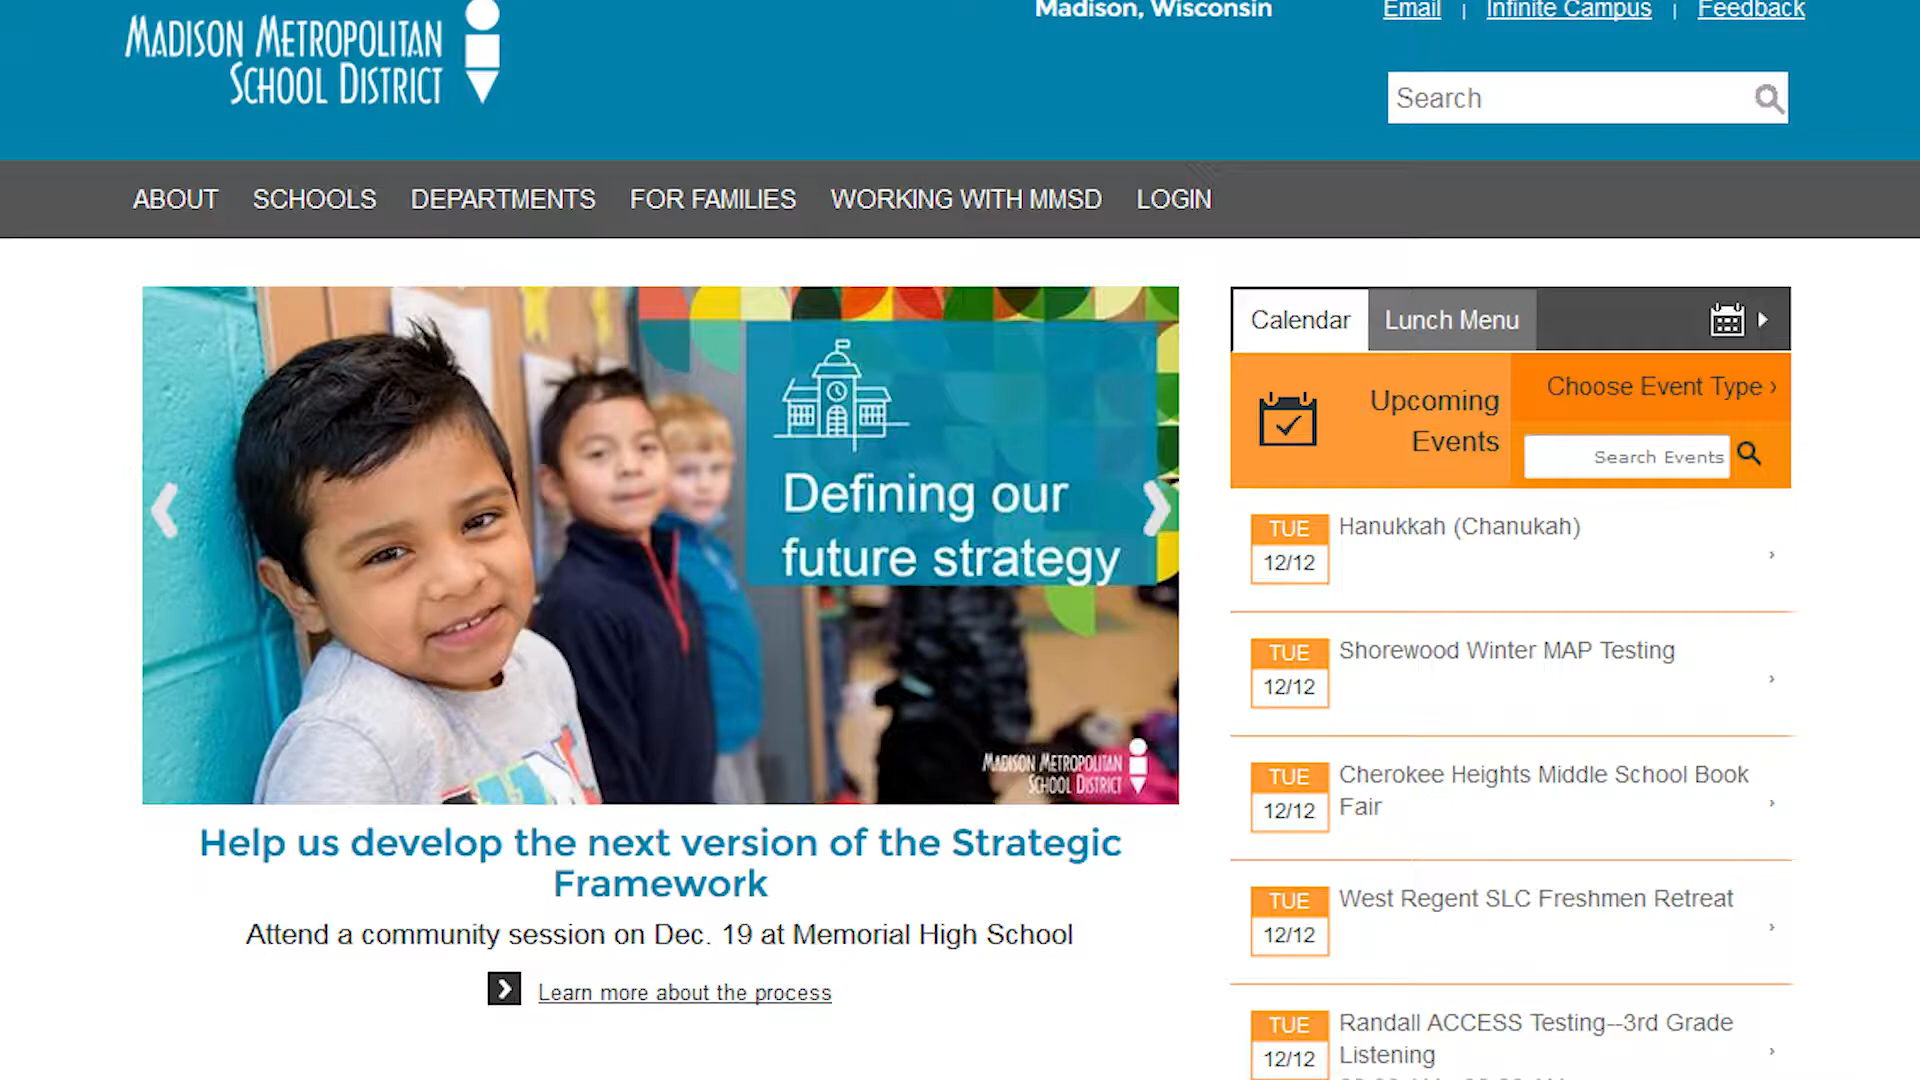 Madison, Wisconsin
Email | Infinite Campus | Feedback
MADISON METROPOLITAN
SCHOOL DISTRICT
Search
ABOUT SCHOOLS DEPARTMENTS FOR FAMILIES WORKING WITH MMSD LOGIN
Defining our
future strategy
MADISON METROPOLITAN
SCHOOL DISTRICT
Help us develop the next version of the Strategic
Framework
Attend a community session on Dec. 19 at Memorial High School
Learn more about the process
Calendar Lunch Menu
Upcoming
Events
Choose Event Type ›
Search Events
TUE
12/12
Hanukkah (Chanukah)
TUE
12/12
Shorewood Winter MAP Testing
TUE
12/12
Cherokee Heights Middle School Book
Fair
TUE
12/12
West Regent SLC Freshmen Retreat
TUE
12/12
Randall ACCESS Testing--3rd Grade
Listening